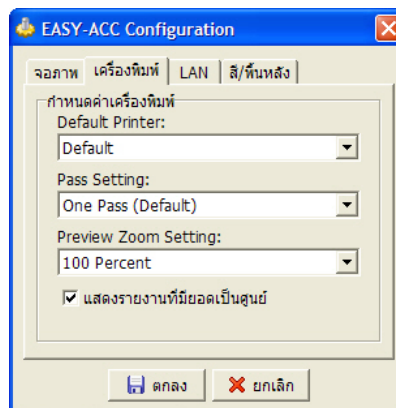 EASY-ACC Configuration
จอภาพ เครื่องพิมพ์ LAN สี/พื้นหลัง
กำหนดค่าเครื่องพิมพ์
Default Printer:
Default
Pass Setting:
One Pass (Default)
Preview Zoom Setting:
100 Percent
แสดงรายงานที่มียอดเป็นศูนย์
ตกลง ยกเลิก